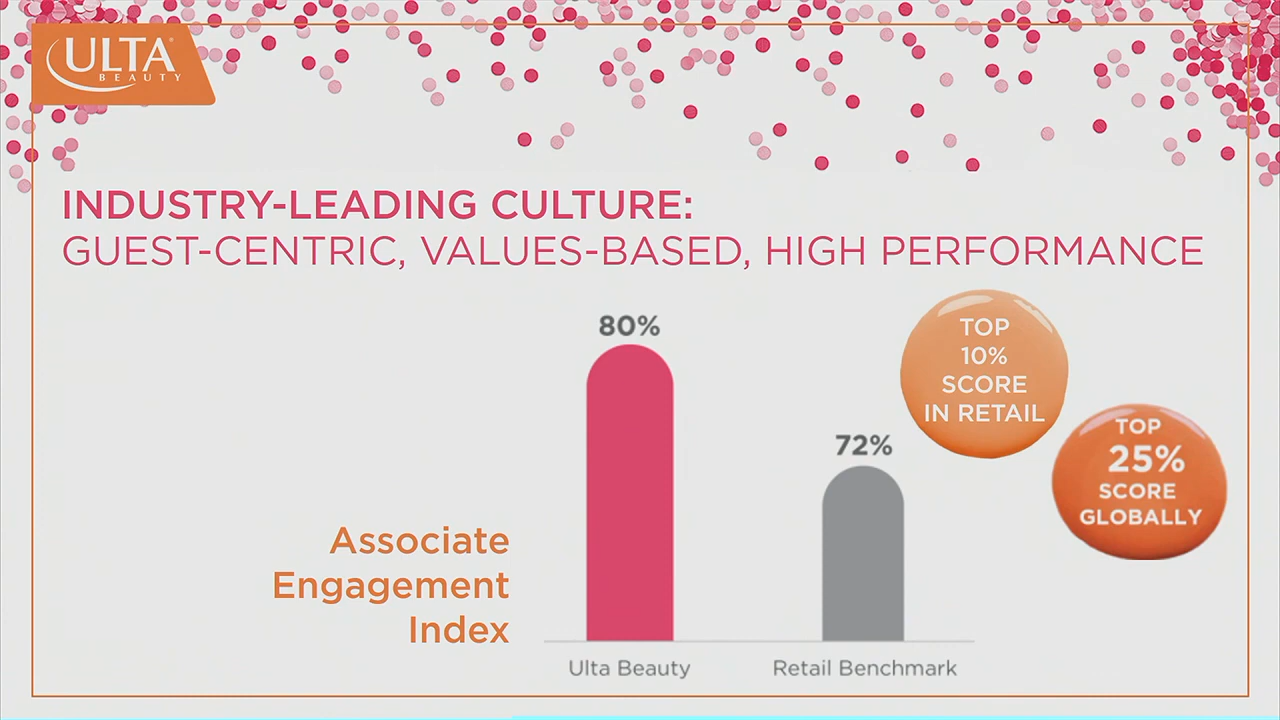 ULTA
BEAUTY
INDUSTRY-LEADING CULTURE:
GUEST-CENTRIC, VALUES-BASED, HIGH PERFORMANCE
80%
72%
TOP
10%
SCORE
IN RETAIL
TOP
25%
SCORE
GLOBALLY
Associate
Engagement
Index
Ulta Beauty
Retail Benchmark